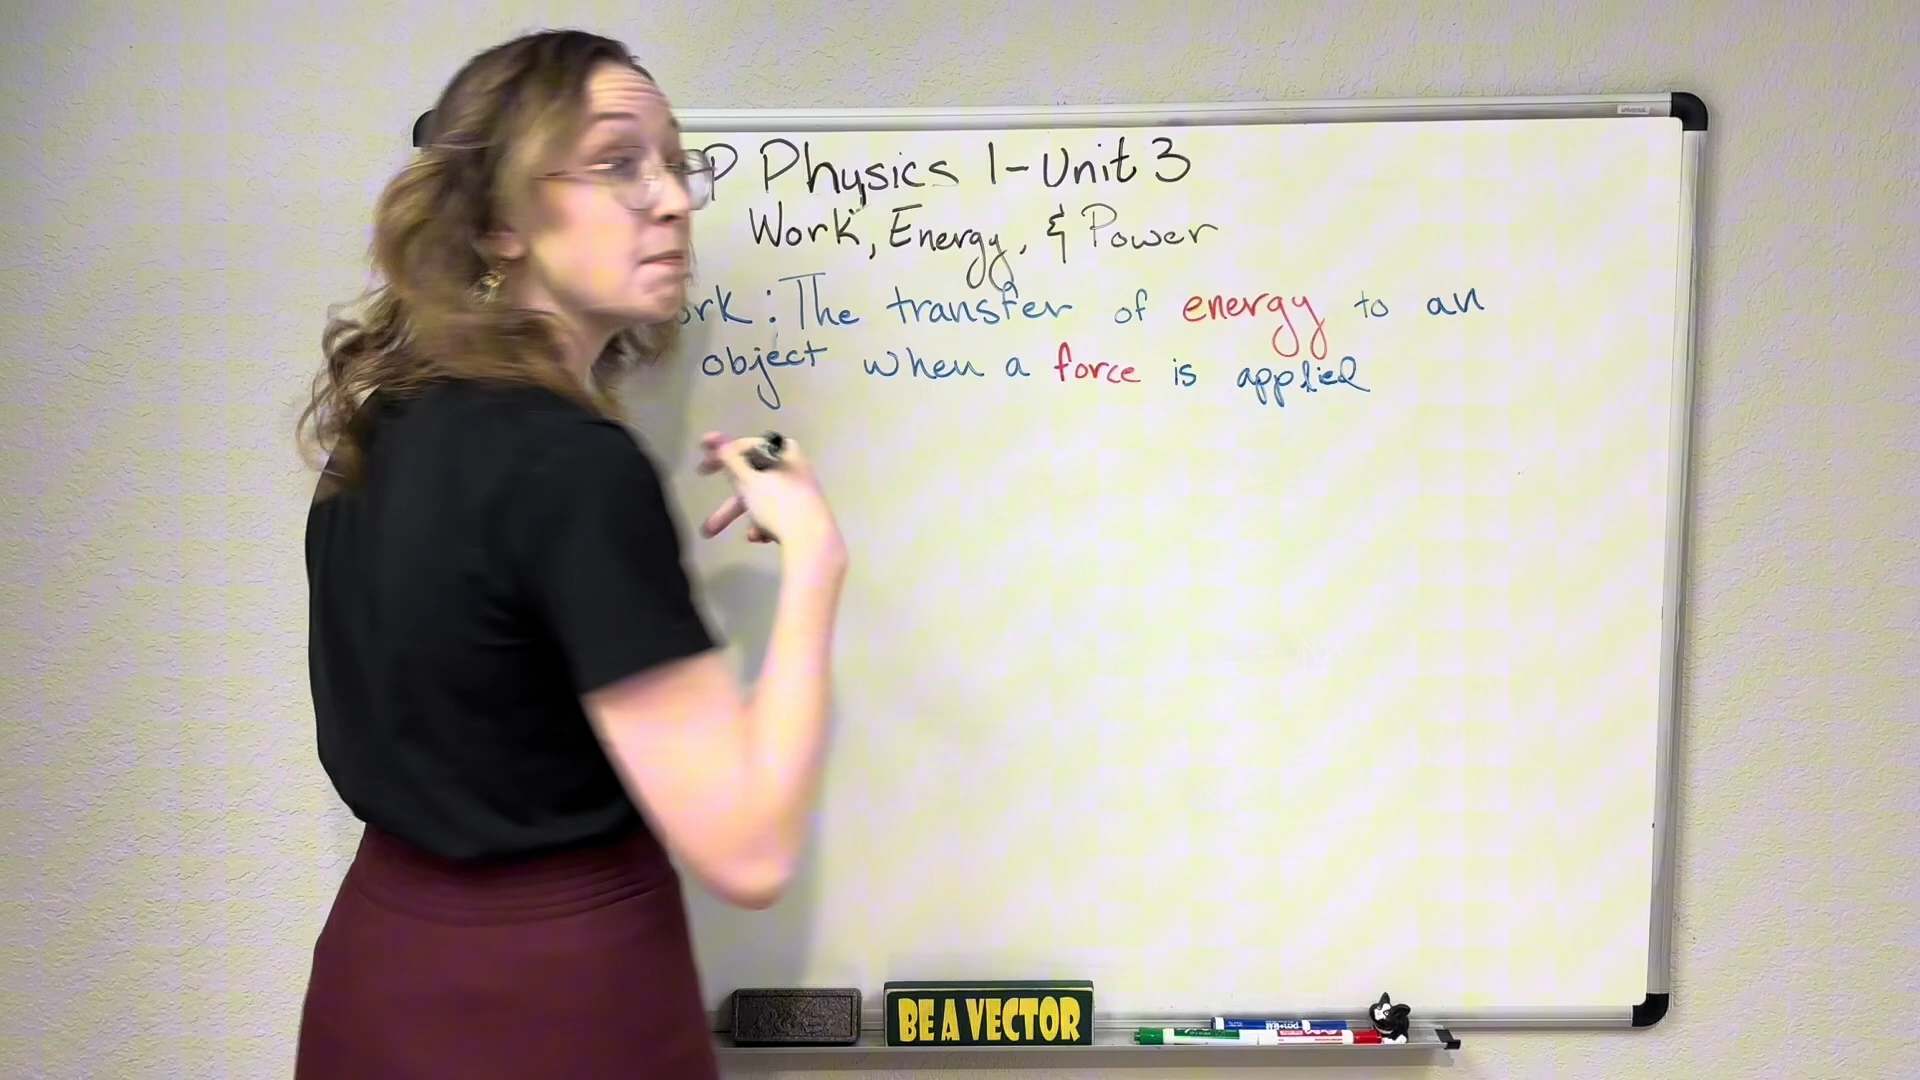 P Physics 1-Unit 3
Work, Energy, & Power
ork: The transfer of energy to an
object when a force is applied
BE A VECTOR